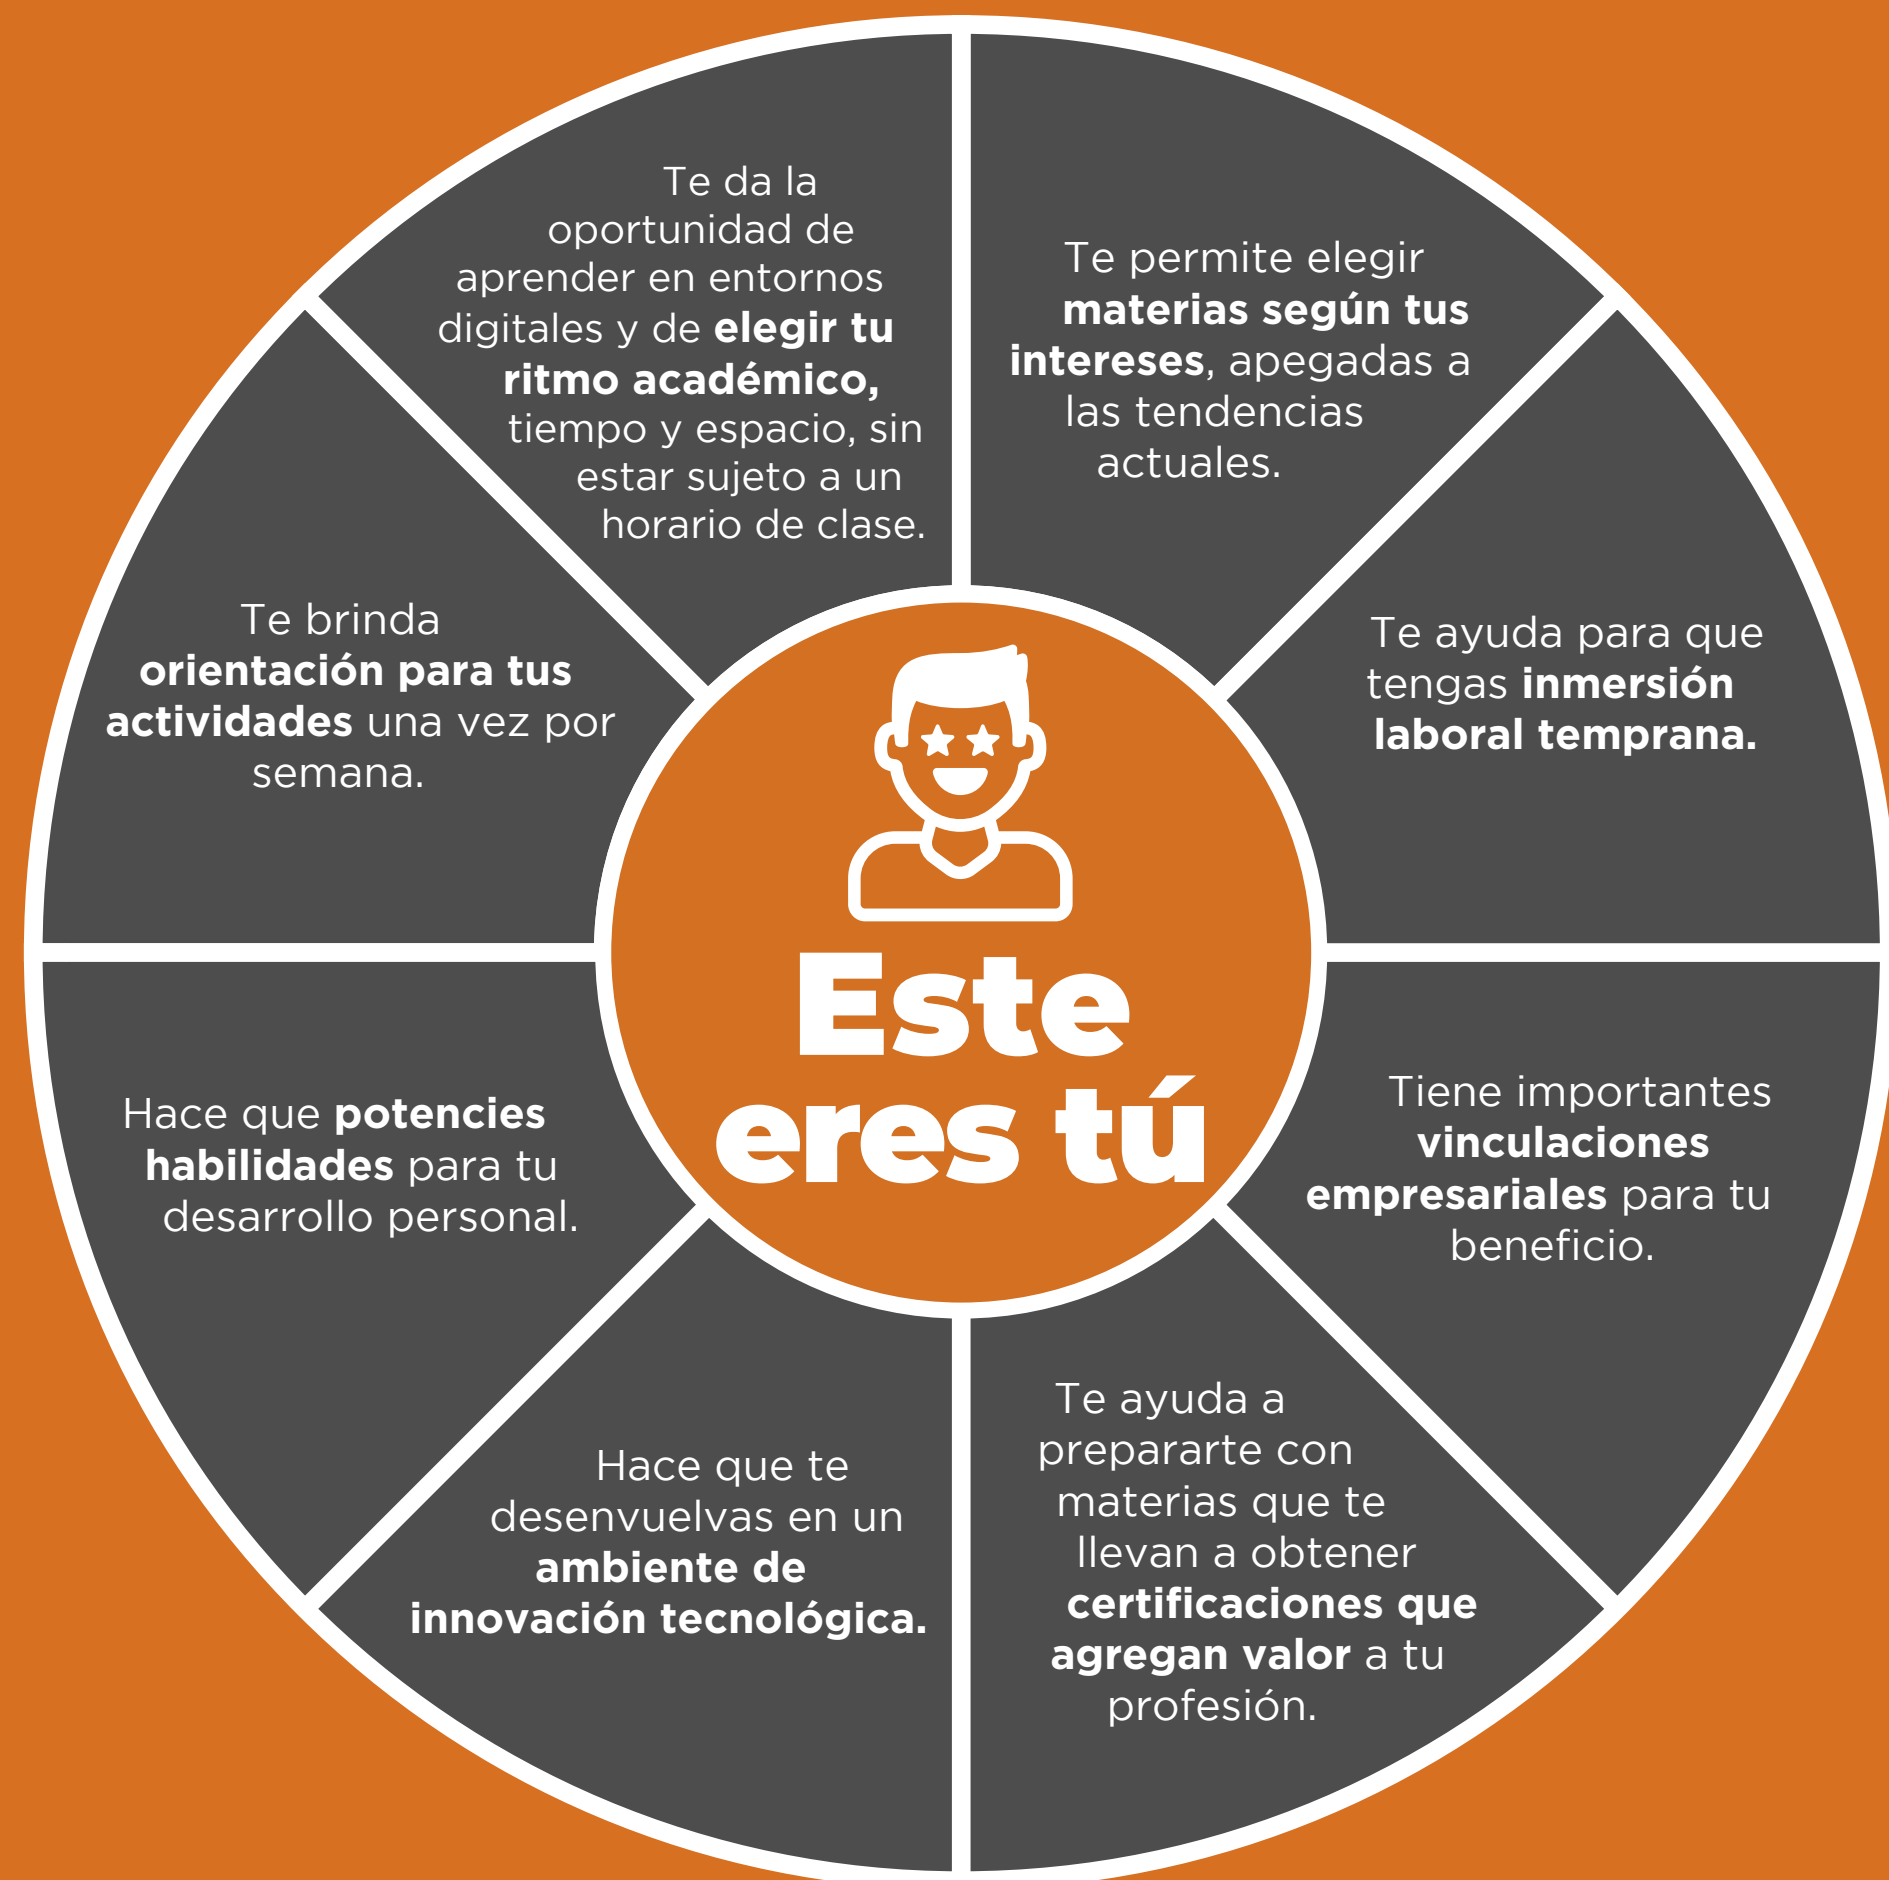 Te da la
oportunidad de
aprender en entornos
digitales y de elegir tu
ritmo académico,
tiempo y espacio, sin
estar sujeto a un
horario de clase.
Te permite elegir
materias según tus
intereses, apegadas a
las tendencias
actuales.
Te ayuda para que
tengas inmersión
laboral temprana.
Tiene importantes
vinculaciones
empresariales para tu
beneficio.
Te ayuda a
prepararte con
materias que te
llevan a obtener
certificaciones que
agregan valor a tu
profesión.
Hace que te
desenvuelvas en un
ambiente de
innovación tecnológica.
Hace que potencies
habilidades para tu
desarrollo personal.
Te brinda
orientación para tus
actividades una vez por
semana.
Este
eres tú